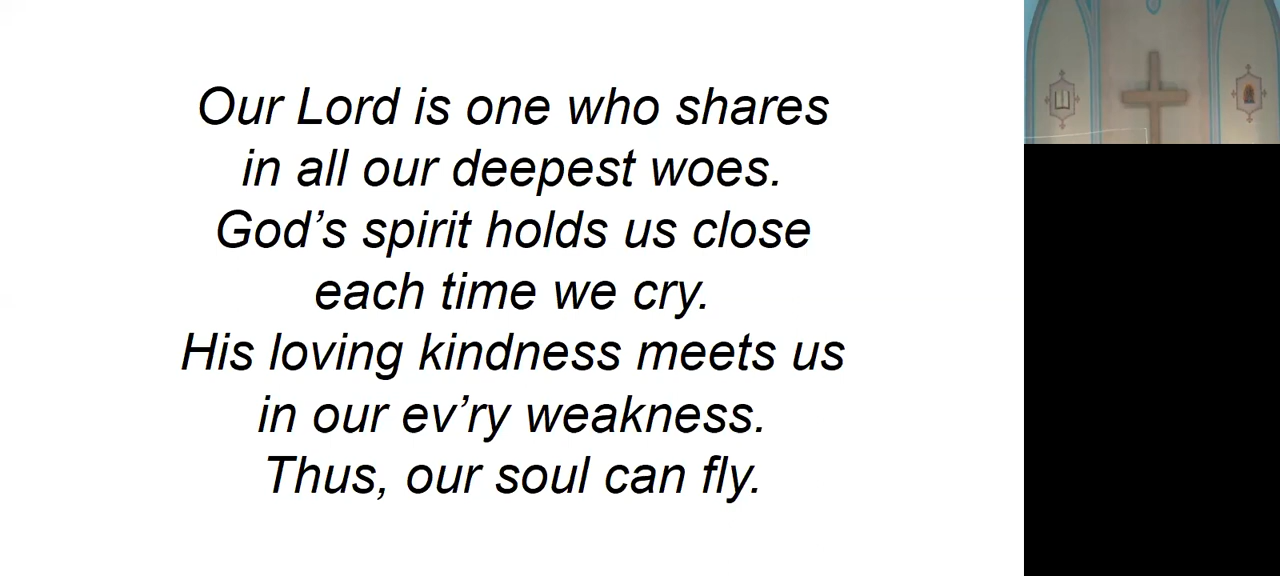 Our Lord is one who shares
in all our deepest woes.
God’s spirit holds us close
each time we cry.
His loving kindness meets us
in our ev’ry weakness.
Thus, our soul can fly.